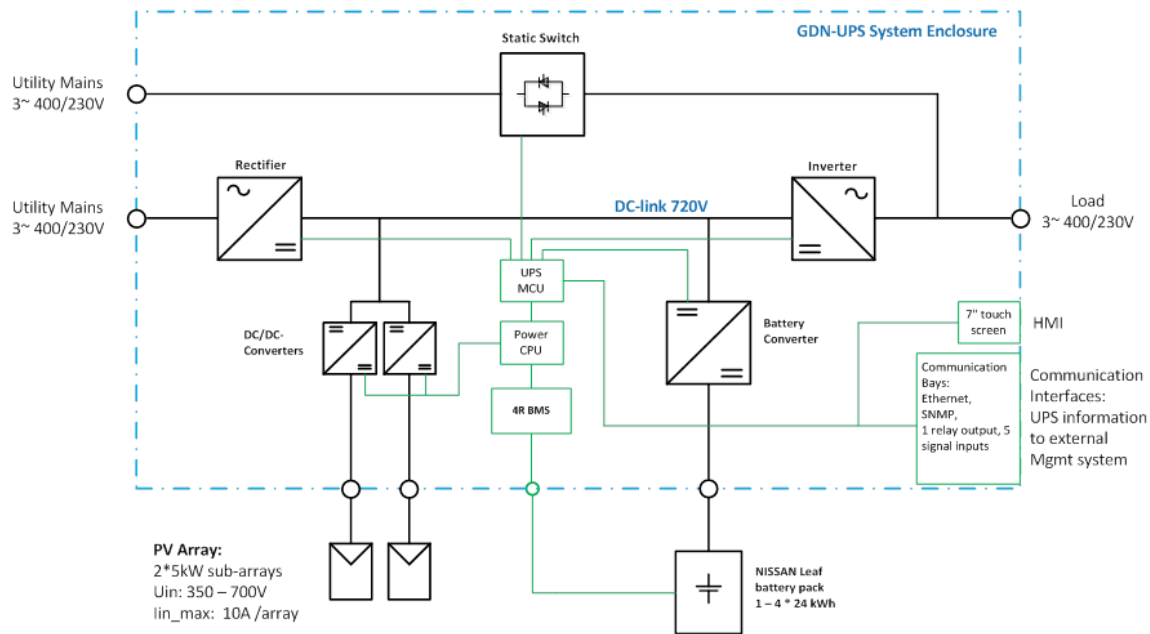 GDN-UPS System Enclosure
Static Switch
Utility Mains
3~ 400/230V
Rectifier
Inverter
Utility Mains
3~ 400/230V
DC-link 720V
Load
3~ 400/230V
UPS
MCU
DC/DC-
Converters
Power
CPU
Battery
Converter
7" touch
screen
HMI
4R BMS
Communication
Bays:
Ethernet,
SNMP,
1 relay output, 5
signal inputs
Communication
Interfaces:
UPS information
to external
Mgmt system
PV Array:
2*5kW sub-arrays
Uin: 350 – 700V
Iin_max: 10A /array
NISSAN Leaf
battery pack
1 – 4 * 24 kWh